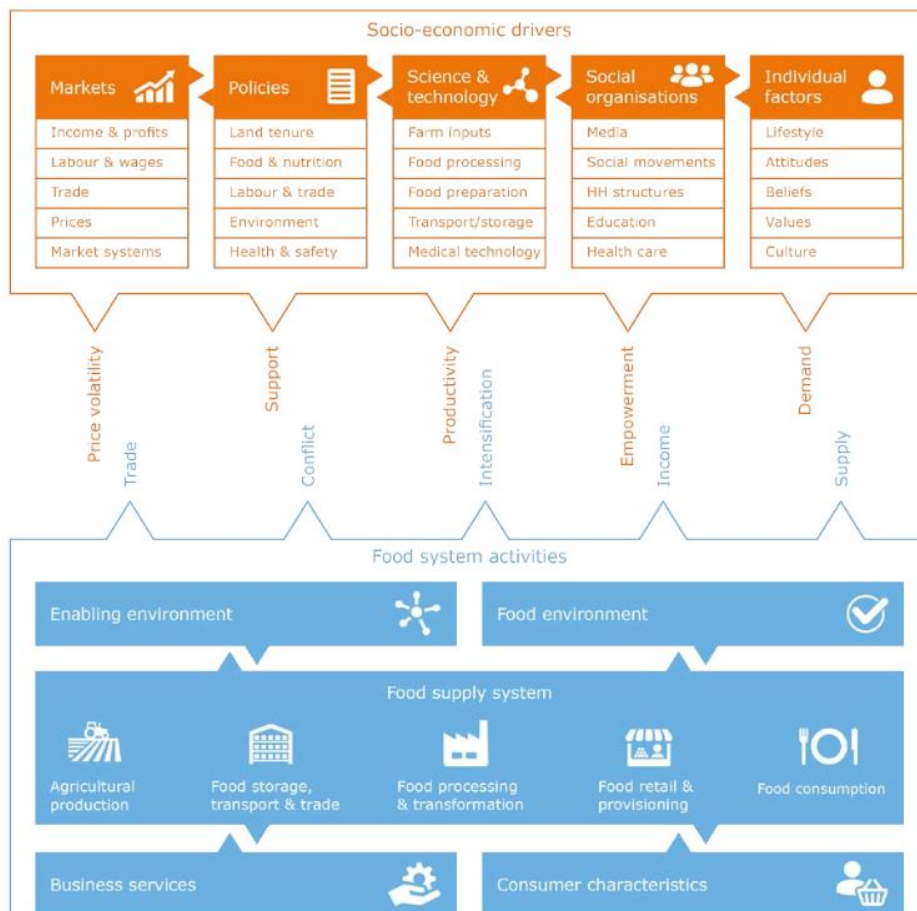 Socio-economic drivers
Markets
Policies
Science &
technology
Social
organisations
Individual
factors
Income & profits
Labour & wages
Trade
Prices
Market systems
Land tenure
Food & nutrition
Labour & trade
Environment
Health & safety
Farm inputs
Food processing
Food preparation
Transport/storage
Medical technology
Media
Social movements
HH structures
Education
Health care
Lifestyle
Attitudes
Beliefs
Values
Culture
Price volatility
Support
Productivity
Empowerment
Demand
Trade
Conflict
Intensification
Income
Supply
Food system activities
Enabling environment
Food environment
Food supply system
Agricultural
production
Food storage,
transport & trade
Food processing
& transformation
Food retail &
provisioning
Food consumption
Business services
Consumer characteristics